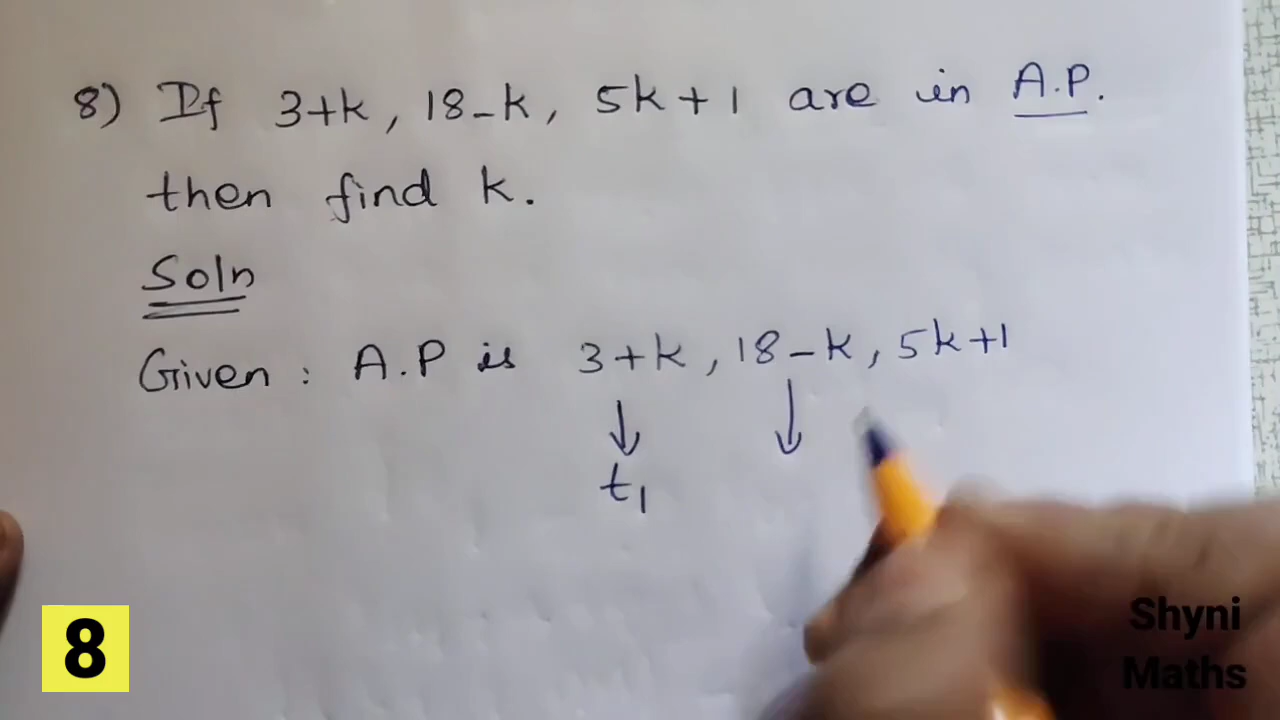 8) If 3+k, 18-k, 5k+1 are in A.P.
then find k.
Soln
Given : A.P is 3+k, 18-k, 5k+1
↓ ↓
t1
8
Shyni
Maths